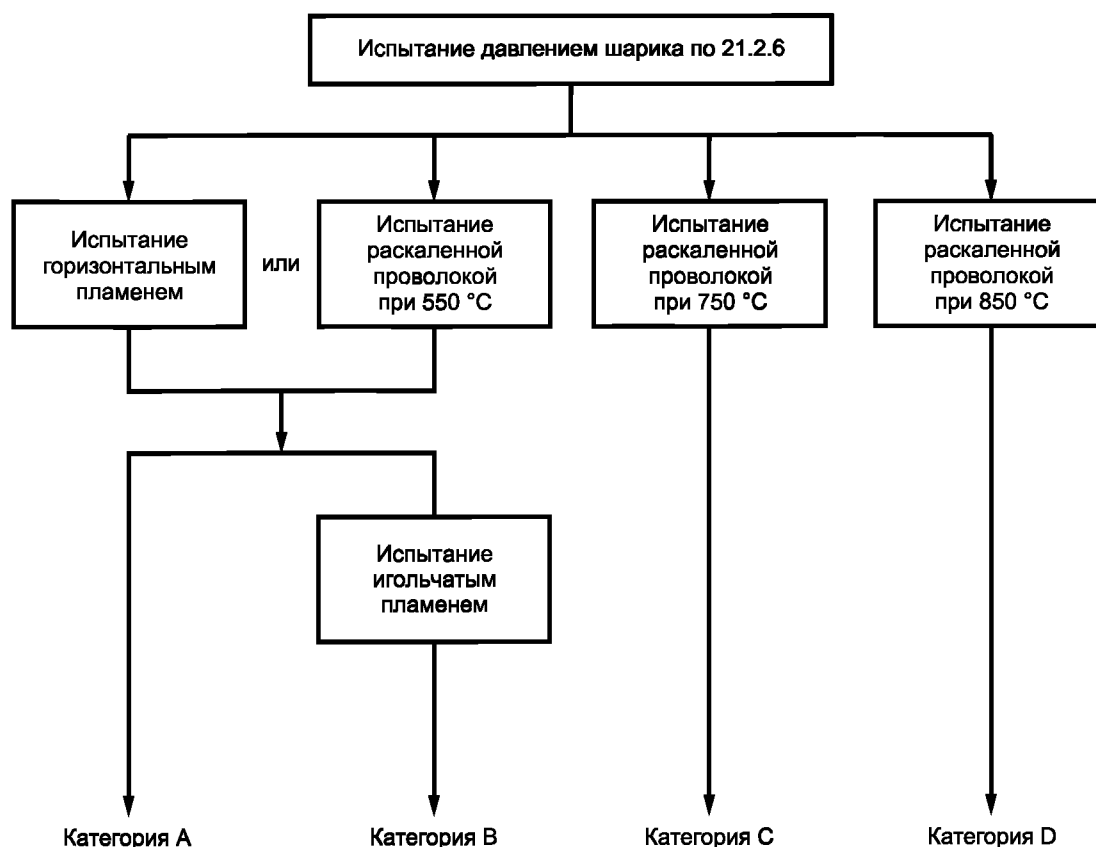 Испытание давлением шарика по 21.2.6
Испытание
горизонтальным
пламенем
или
Испытание
раскаленной
проволокой
при 550 °C
Испытание
раскаленной
проволокой
при 750 °C
Испытание
раскаленной
проволокой
при 850 °C
Испытание
игольчатым
пламенем
Категория A
Категория B
Категория C
Категория D